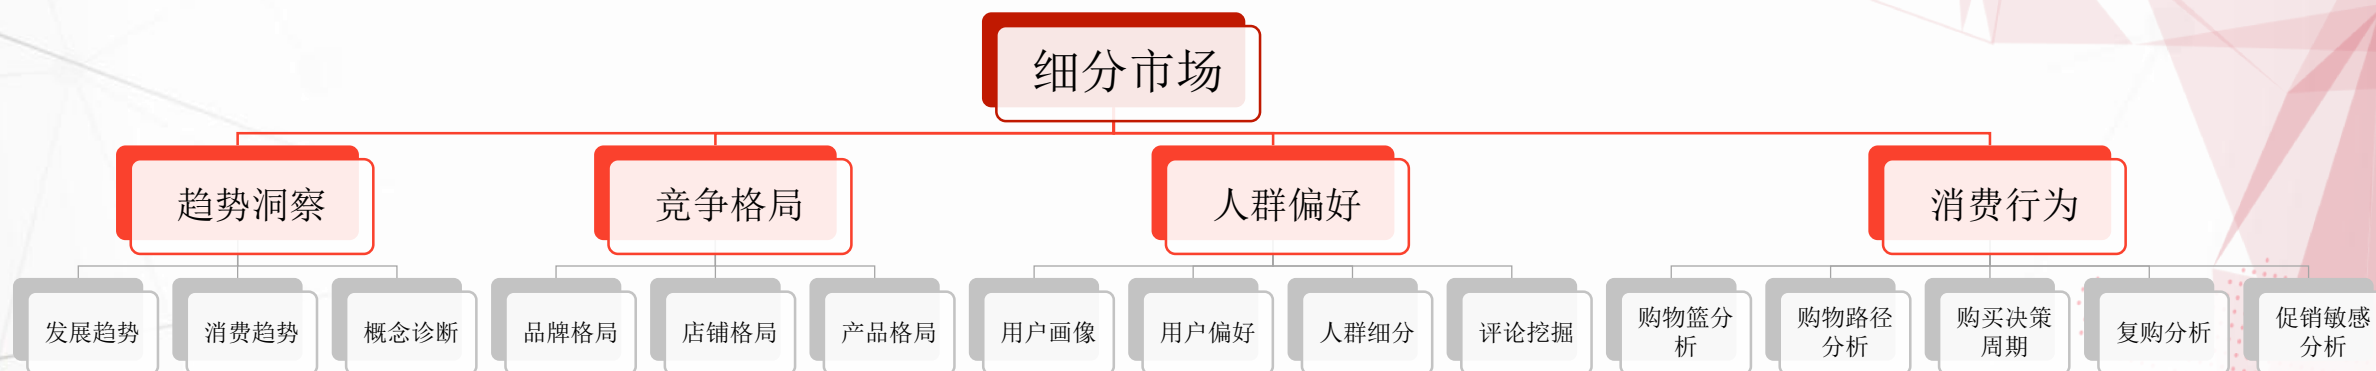 细分市场
趋势洞察
竞争格局
人群偏好
消费行为
发展趋势
消费趋势
概念诊断
品牌格局
店铺格局
产品格局
用户画像
用户偏好
人群细分
评论挖掘
购物篮分
析
购物路径
分析
购买决策
周期
复购分析
促销敏感
分析